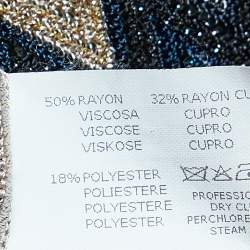 50% RAYON 32% RAYON CU
VISCOSA CUPRO
VISCOSE CUPRO
VISKOSE CUPRO
18% POLYESTER
POLIESTERE
POLYESTERE
POLYESTER
PROFESSIO
DRY CL
PERCHLORE
STEAM